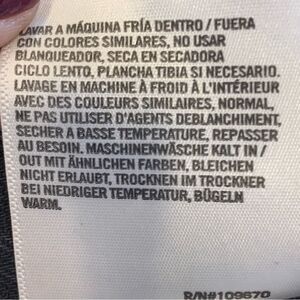 LAVAR A MÁQUINA FRÍA DENTRO / FUERA
CON COLORES SIMILARES, NO USAR
BLANQUEADOR, SECA EN SECADORA
CICLO LENTO, PLANCHA TIBIA SI NECESARIO.
LAVAGE EN MACHINE À FROID À L'INTÉRIEUR
AVEC DES COULEURS SIMILAIRES, NORMAL,
NE PAS UTILISER D'AGENTS DEBLANCHIMENT,
SECHER A BASSE TEMPERATURE, REPASSER
AU BESOIN. MASCHINENWÄSCHE KALT IN /
OUT MIT ÄHNLICHEN FARBEN, BLEICHEN
NICHT ERLAUBT, TROCKNEN IM TROCKNER
BEI NIEDRIGER TEMPERATUR, BÜGELN
WARM.
R/N#109670